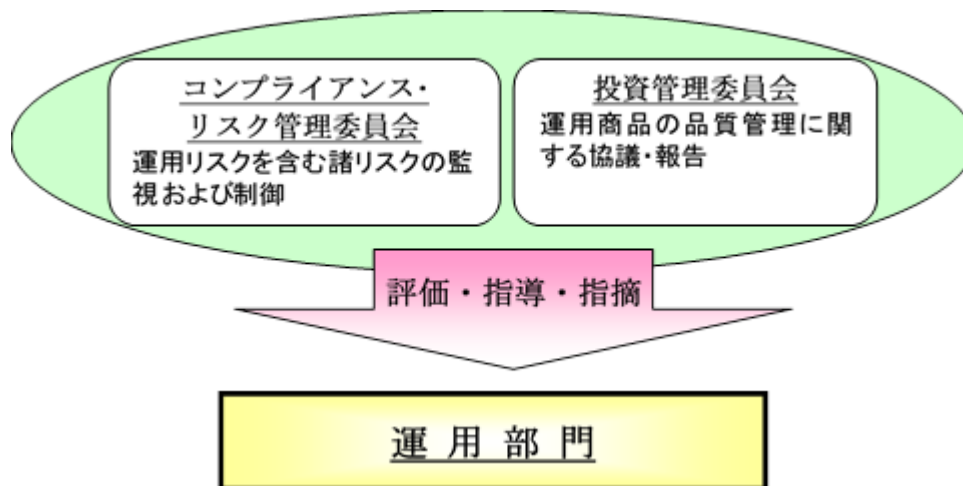 コンプライアンス・
リスク管理委員会
運用リスクを含む諸リスクの監
視および制御
投資管理委員会
運用商品の品質管理に関
する協議・報告
評価・指導・指摘
運用部門